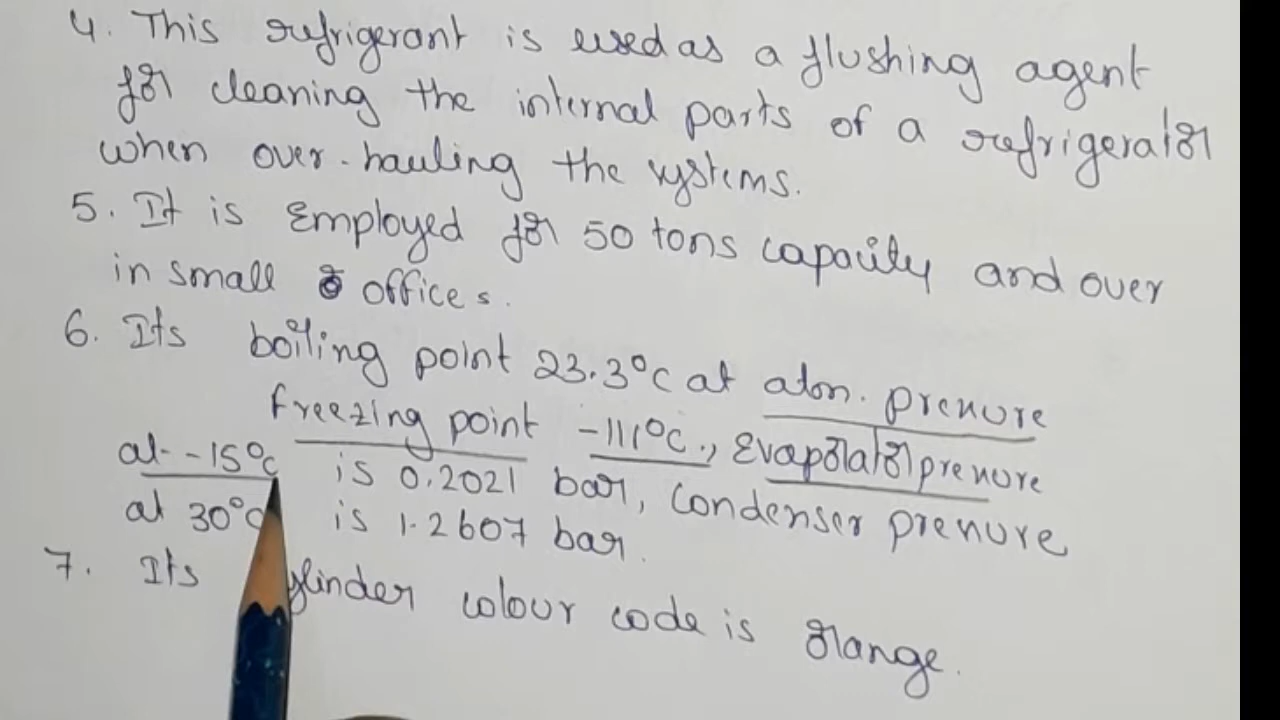 4. This refrigerant is used as a flushing agent
for cleaning the internal parts of a refrigerator
when over-hauling the systems.
5. It is Employed for 50 tons capacity and over
in small offices.
6. Its boiling point 23.3°C at atm. pressure
freezing point -111°C., Evaporator pressure
at -15°C is 0.2021 bar, condenser pressure
at 30°C is 1.2607 bar.
7. Its cylinder colour code is orange.